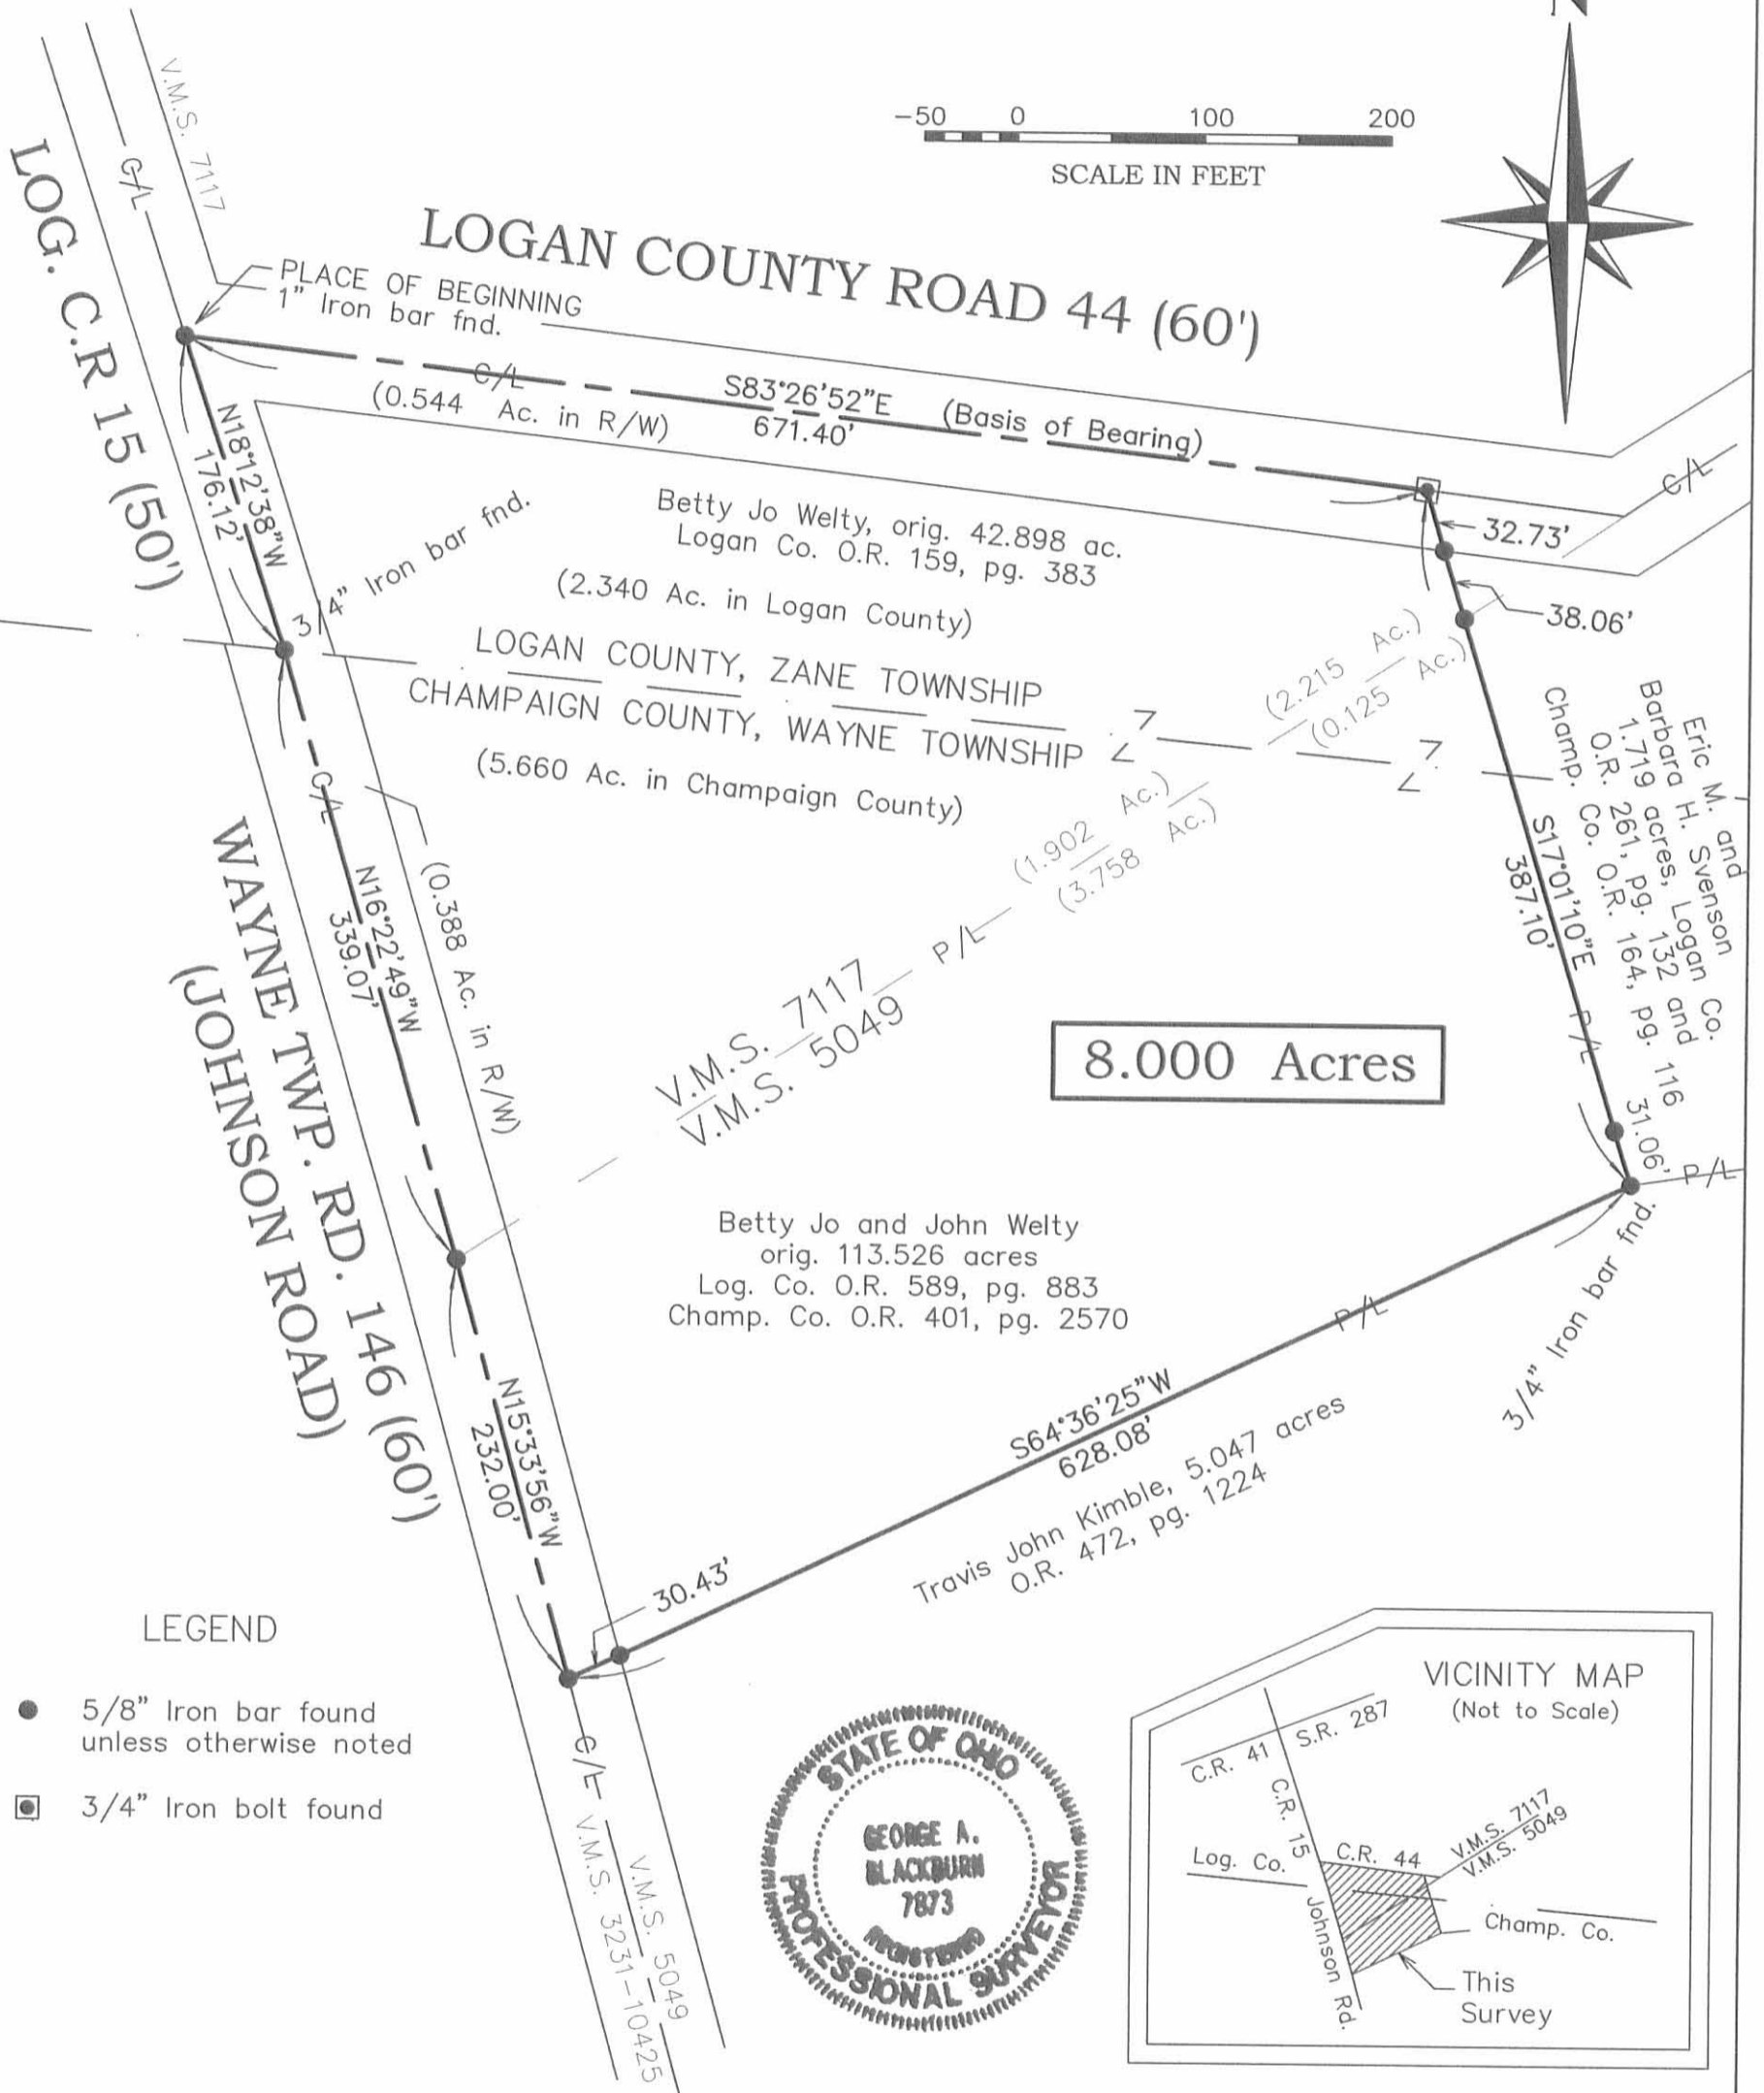 N
-50 0 100 200
SCALE IN FEET
V.M.S. 7117
C/L
LOG. C.R 15 (50')
LOGAN COUNTY ROAD 44 (60')
PLACE OF BEGINNING
1" Iron bar fnd.
C/L
(0.544 Ac. in R/W)
S83°26'52"E (Basis of Bearing)
671.40'
C/L
32.73'
38.06'
N18°12'38"W
176.12'
3/4" Iron bar fnd.
Betty Jo Welty, orig. 42.898 ac.
Logan Co. O.R. 159, pg. 383
(2.340 Ac. in Logan County)
LOGAN COUNTY, ZANE TOWNSHIP
CHAMPAIGN COUNTY, WAYNE TOWNSHIP
(5.660 Ac. in Champaign County)
(2.215 Ac.)
(0.125 Ac.)
(1.902 Ac.)
(3.758 Ac.)
P/L
V.M.S. 7117
V.M.S. 5049
Eric M. and
Barbara H. Svenson
1.719 acres, Logan Co.
O.R. 261, pg. 132 and
Champ. Co. O.R. 164, pg. 116
S17°01'10"E
387.10'
P/L
31.06'
P/L
3/4" Iron bar fnd.
8.000 Acres
C/L
N16°22'49"W
339.07'
(0.388 Ac. in R/W)
WAYNE TWP. RD. 146 (60')
(JOHNSON ROAD)
Betty Jo and John Welty
orig. 113.526 acres
Log. Co. O.R. 589, pg. 883
Champ. Co. O.R. 401, pg. 2570
P/L
S64°36'25"W
628.08'
Travis John Kimble, 5.047 acres
O.R. 472, pg. 1224
N15°33'56"W
232.00'
30.43'
C/L
V.M.S. 3231-10425
V.M.S. 5049
LEGEND
5/8" Iron bar found
unless otherwise noted
3/4" Iron bolt found
STATE OF OHIO
GEORGE A.
BLACKBURN
7873
REGISTERED
PROFESSIONAL SURVEYOR
VICINITY MAP
(Not to Scale)
C.R. 41 S.R. 287
C.R. 15
C.R. 44
V.M.S. 7117
V.M.S. 5049
Log. Co.
Champ. Co.
Johnson Rd.
This
Survey